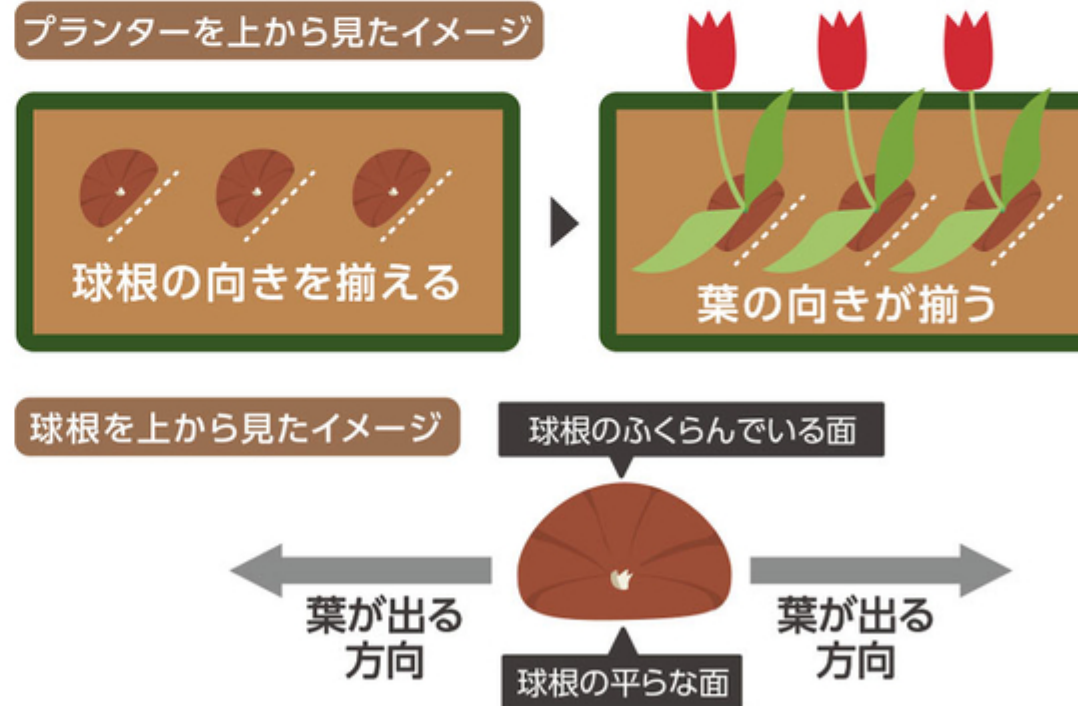 プランターを上から見たイメージ
球根の向きを揃える
葉の向きが揃う
球根を上から見たイメージ
球根のふくらんでいる面
葉が出る
方向
葉が出る
方向
球根の平らな面